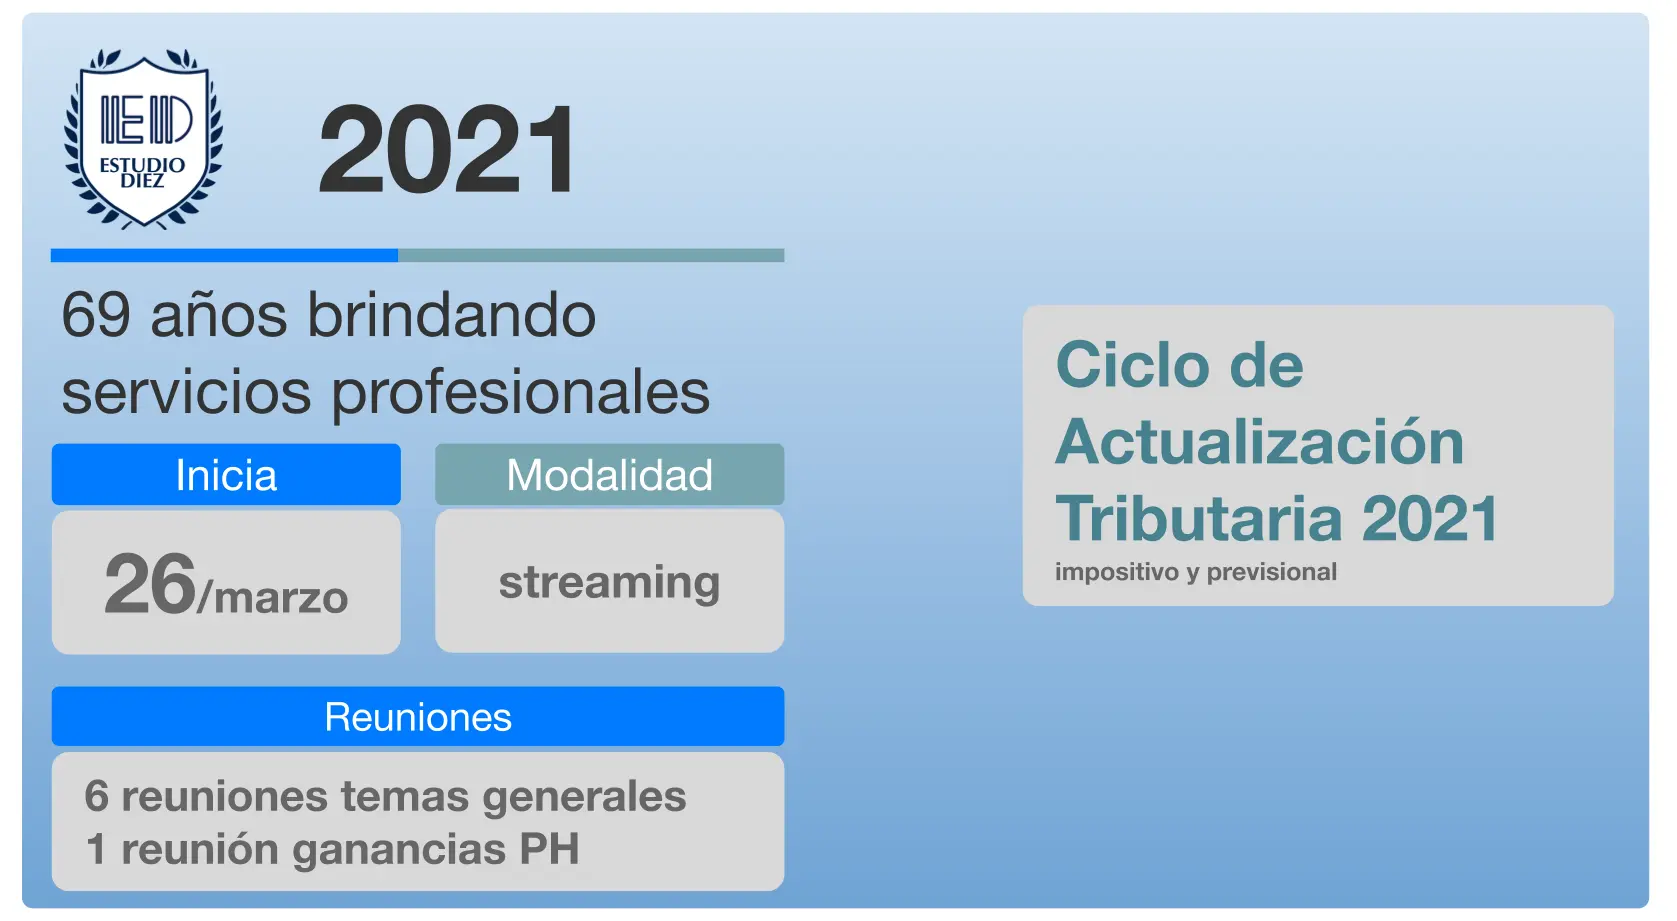 ED
ESTUDIO
DIEZ
2021
69 años brindando
servicios profesionales
Inicia
26/marzo
Modalidad
streaming
Reuniones
6 reuniones temas generales
1 reunión ganancias PH
Ciclo de
Actualización
Tributaria 2021
impositivo y previsional